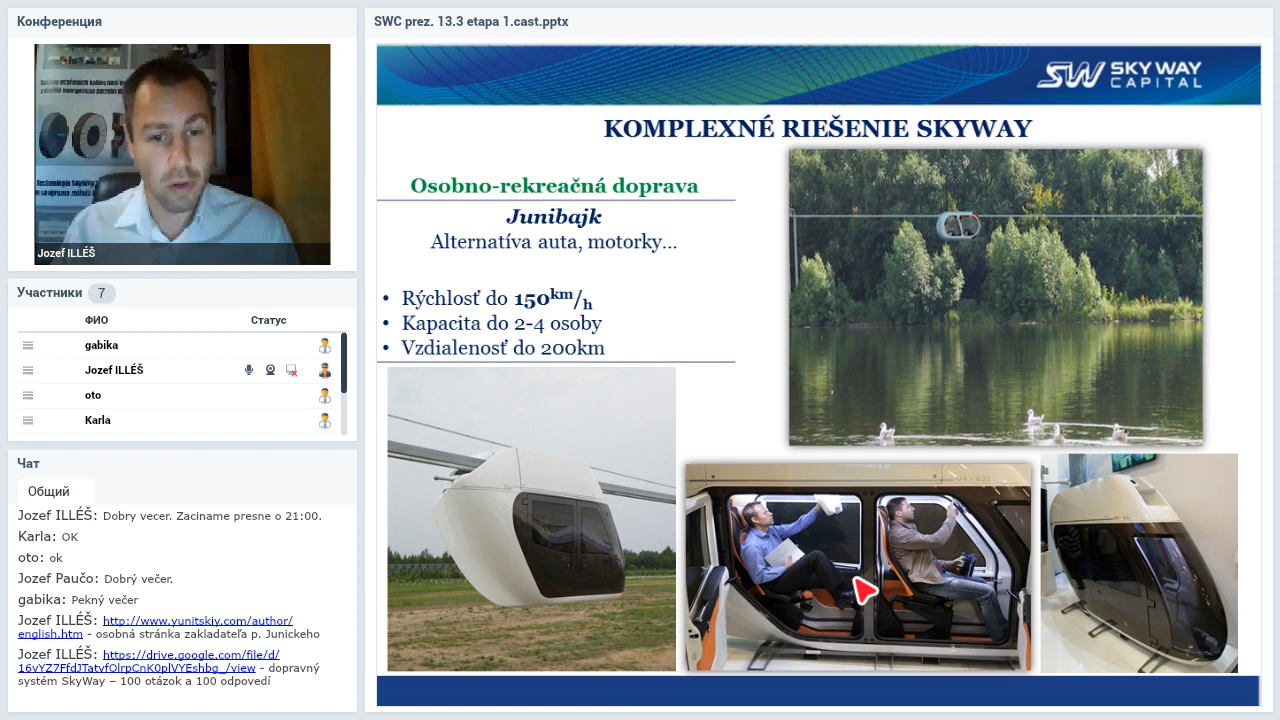 Конференция
Jozef ILLÉŠ
Участники 7
ФИО Статус
gabika
Jozef ILLÉŠ
oto
Karla
Чат
Общий
Jozef ILLÉŠ: Dobry vecer. Zaciname presne o 21:00.
Karla: OK
oto: ok
Jozef Paučo: Dobrý večer.
gabika: Pekný večer
Jozef ILLÉŠ: http://www.yunitskiy.com/author/
english.htm - osobná stránka zakladateľa p. Junickeho
Jozef ILLÉŠ: https://drive.google.com/file/d/
- dopravný
systém SkyWay – 100 otázok a 100 odpovedí
SWC prez. 13.3 etapa 1.cast.pptx
SW SKY WAY
CAPITAL
KOMPLEXNÉ RIEŠENIE SKYWAY
Osobno-rekreačná doprava
Junibajk
Alternatíva auta, motorky...
• Rýchlosť do 150km/h
• Kapacita do 2-4 osoby
• Vzdialenosť do 200km